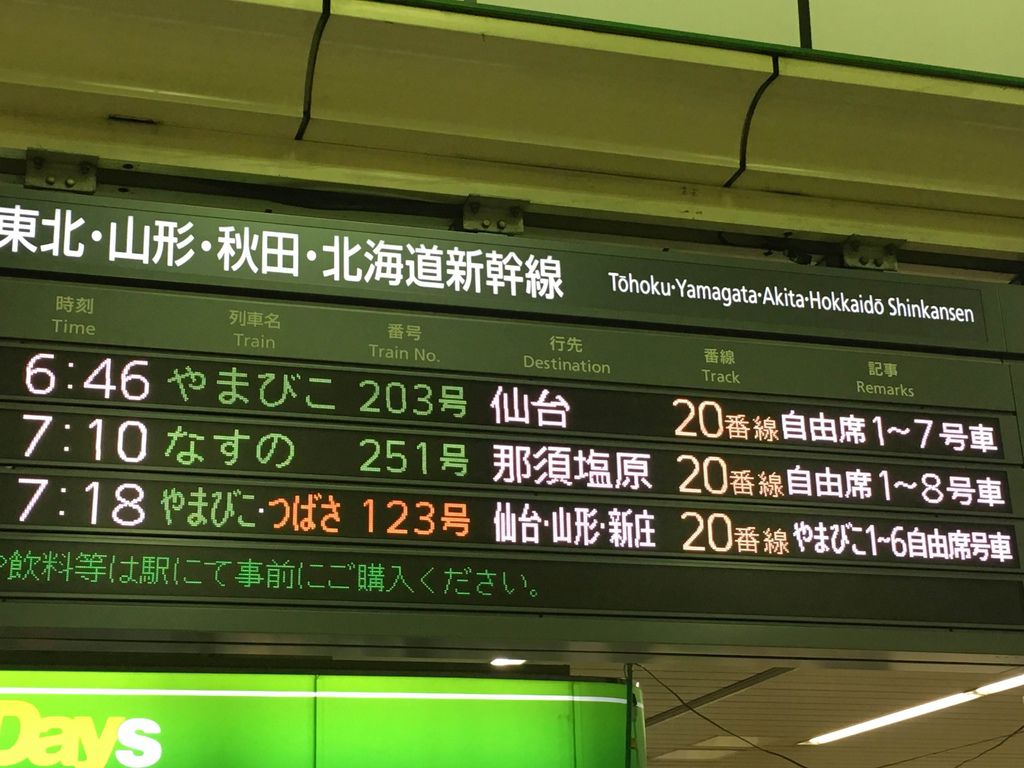 東北・山形・秋田・北海道新幹線 Tōhoku・Yamagata・Akita・Hokkaidō Shinkansen
時刻 列車名 番号 行先 番線 記事
Time Train Train No. Destination Track Remarks
6:46 やまびこ 203号 仙台 20番線 自由席1～7号車
7:10 なすの 251号 那須塩原 20番線 自由席1～8号車
7:18 やまびこ・つばさ 123号 仙台・山形・新庄 20番線 やまびこ1~6自由席号車
や飲料等は駅にて事前にご購入ください。
Days